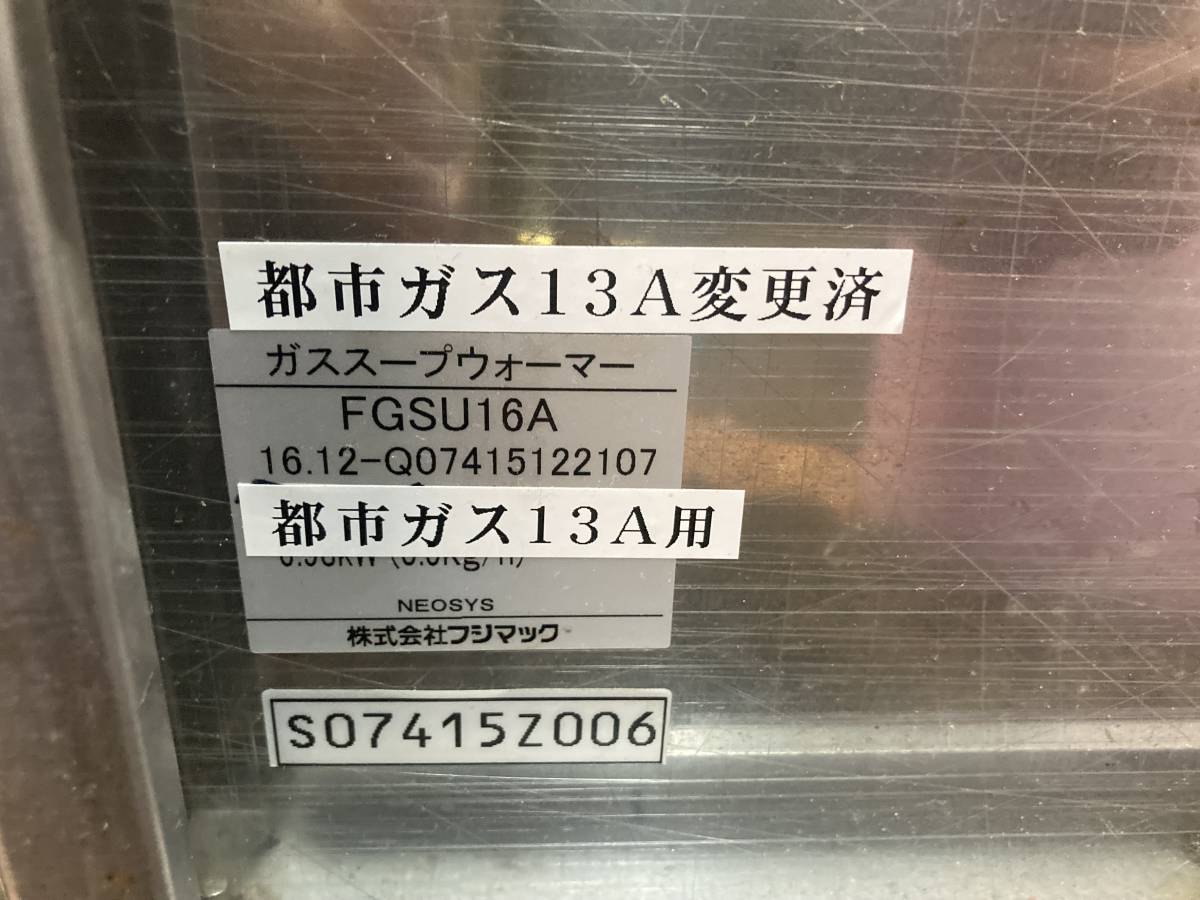 都市ガス13A変更済
ガススープウォーマー
FGSU16A
16.12-Q07415122107
都市ガス13A用
NEOSYS
株式会社フジマック
S07415Z006